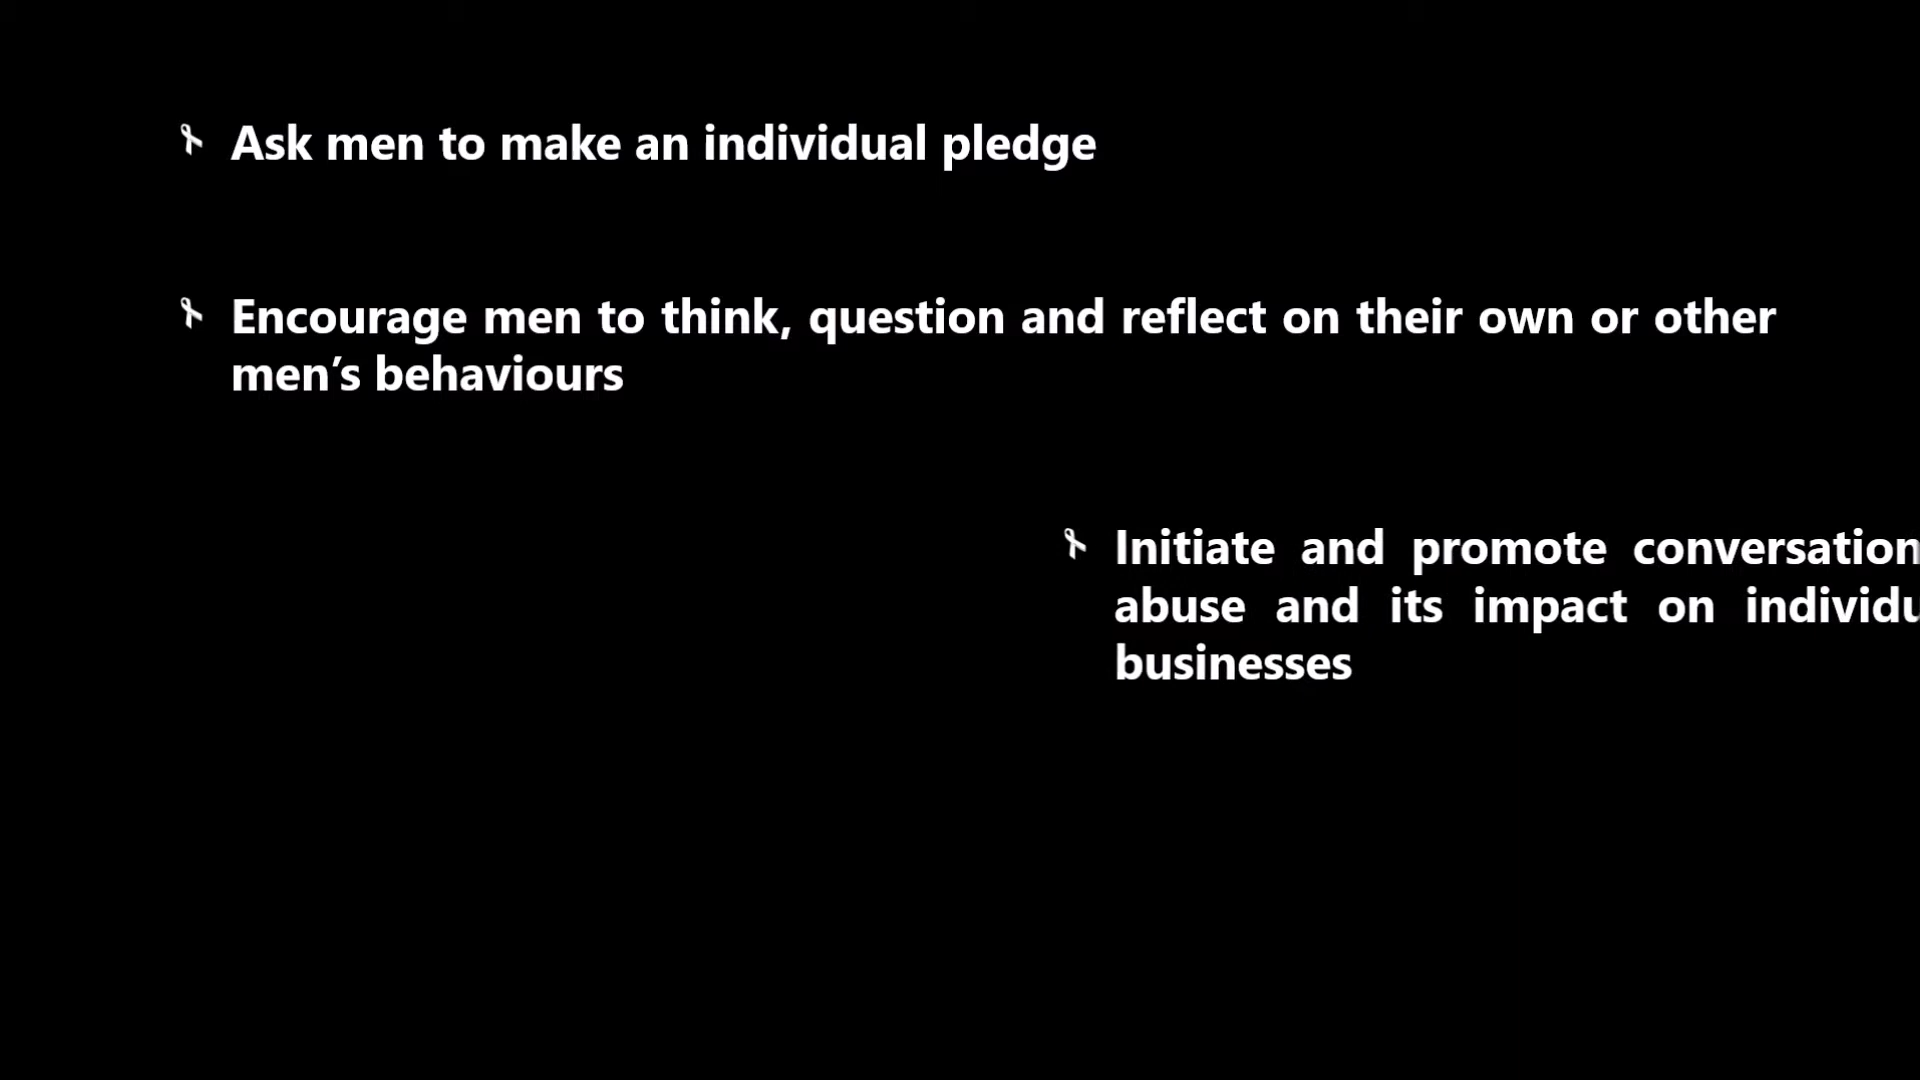 Ask men to make an individual pledge
Encourage men to think, question and reflect on their own or other
men’s behaviours
Initiate and promote conversation
abuse and its impact on individu
businesses